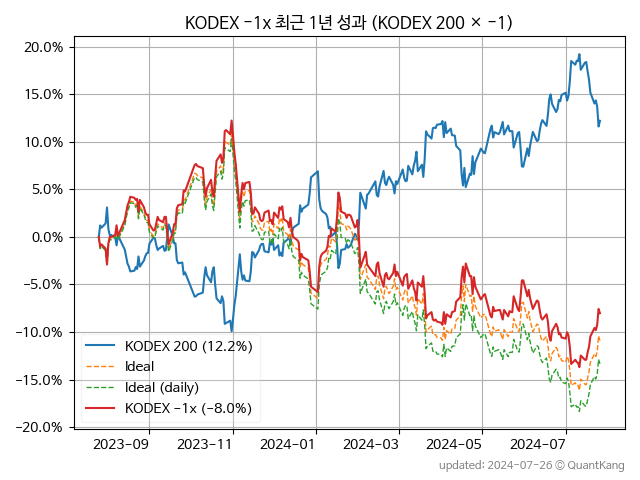 KODEX −1x 최근 1년 성과 (KODEX 200 × −1)
20.0%
15.0%
10.0%
5.0%
0.0%
−5.0%
−10.0%
−15.0%
−20.0%
KODEX 200 (12.2%)
Ideal
Ideal (daily)
KODEX −1x (−8.0%)
2023-09
2023-11
2024-01
2024-03
2024-05
2024-07
updated: 2024-07-26 © QuantKang